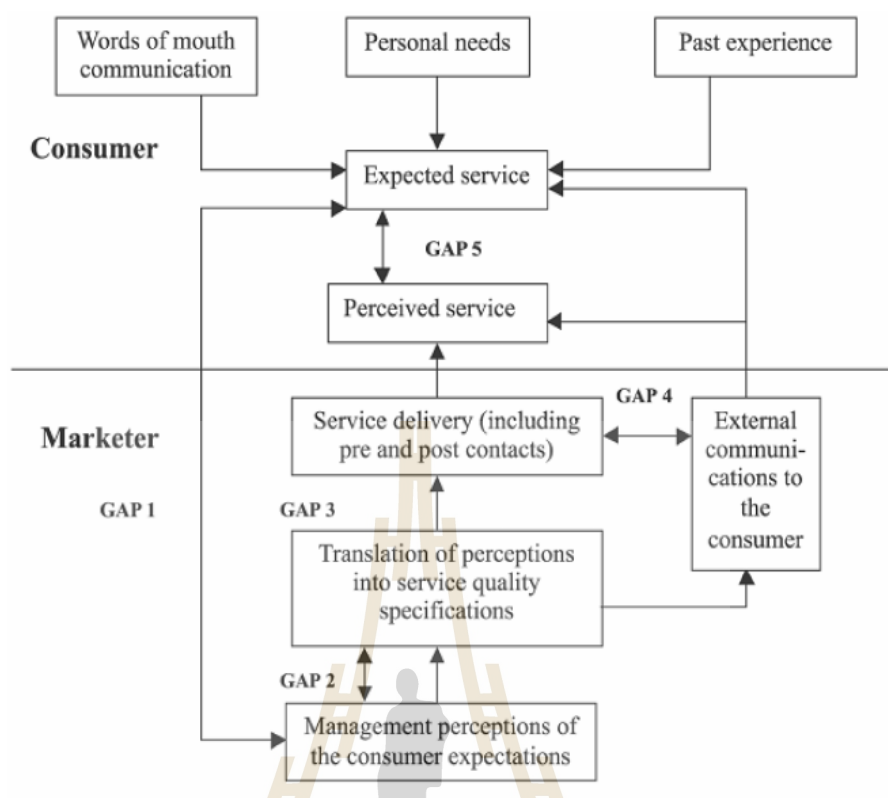 Words of mouth
communication
Personal needs
Past experience
Consumer
Expected service
GAP 5
Perceived service
GAP 4
Marketer
Service delivery (including
pre and post contacts)
External
communi-
cations to
the
consumer
GAP 1
GAP 3
Translation of perceptions
into service quality
specifications
GAP 2
Management perceptions of
the consumer expectations